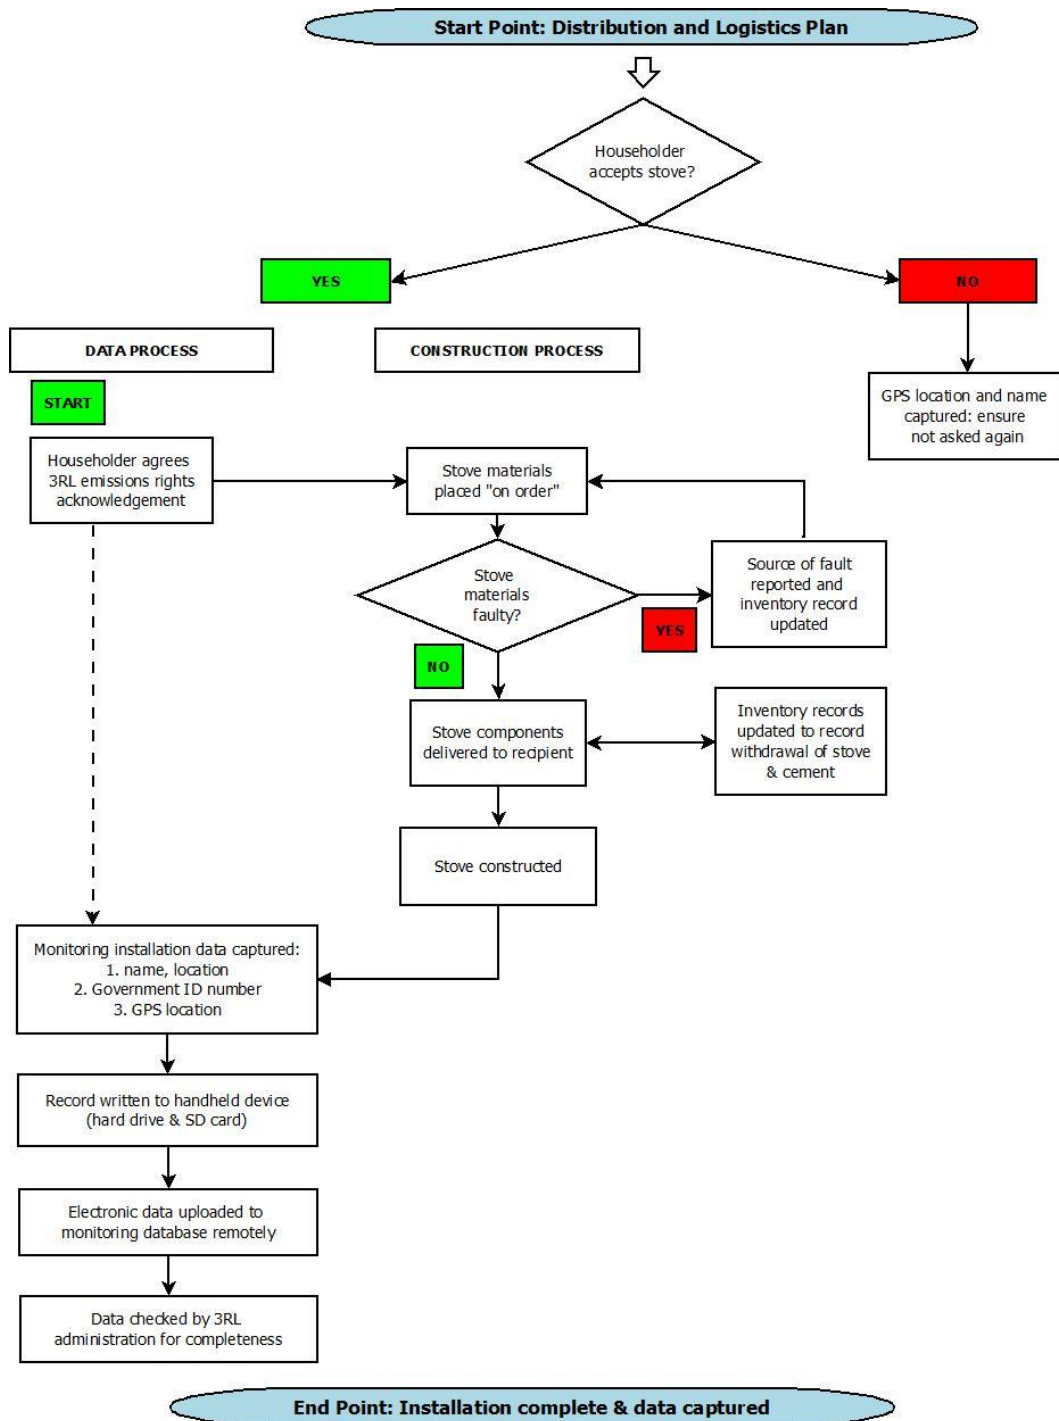 Start Point: Distribution and Logistics Plan
Householder
accepts stove?
YES
NO
DATA PROCESS
CONSTRUCTION PROCESS
START
GPS location and name
captured: ensure
not asked again
Householder agrees
3RL emissions rights
acknowledgement
Stove materials
placed "on order"
Stove
materials
faulty?
Source of fault
reported and
inventory record
updated
YES
NO
Stove components
delivered to recipient
Inventory records
updated to record
withdrawal of stove
& cement
Stove constructed
Monitoring installation data captured:
1. name, location
2. Government ID number
3. GPS location
Record written to handheld device
(hard drive & SD card)
Electronic data uploaded to
monitoring database remotely
Data checked by 3RL
administration for completeness
End Point: Installation complete & data captured